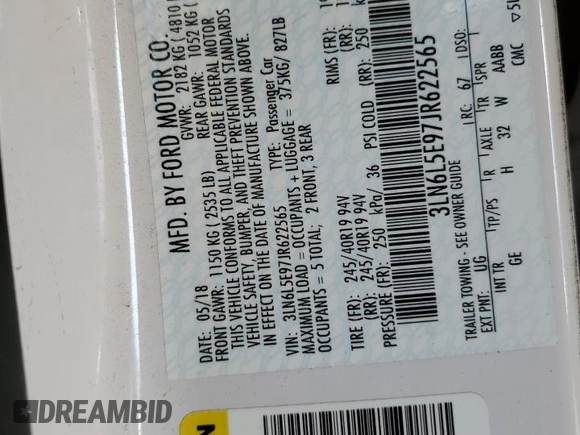 MFD. BY FORD MOTOR CO.
DATE: 05/18 GVWR: 2182 KG ( 4810
FRONT GAWR: 1150 KG ( 2535 LB) REAR GAWR: 1052 KG (
THIS VEHICLE CONFORMS TO ALL APPLICABLE FEDERAL MOTOR
VEHICLE SAFETY, BUMPER, AND THEFT PREVENTION STANDARDS
IN EFFECT ON THE DATE OF MANUFACTURE SHOWN ABOVE.
VIN: 3LN6L5E97JR622565 TYPE: Passenger Car
MAXIMUM LOAD = OCCUPANTS + LUGGAGE = 375KG/ 827LB
OCCUPANTS = 5 TOTAL; 2 FRONT, 3 REAR
TIRE (FR): 245/40R19 94V RIMS (FR):
(RR): 245/40R19 94V (RR):
PRESSURE (FR): 250 kPa/ 36 PSI COLD (RR): 250
3LN6L5E97JR622565
TRAILER TOWING - SEE OWNER GUIDE
EXT PNT: UG RC: 67 DSO:
INT TR TP/PS R AXLE TR SPR
GE H 32 W AABB
CMC
N
DREAMBID